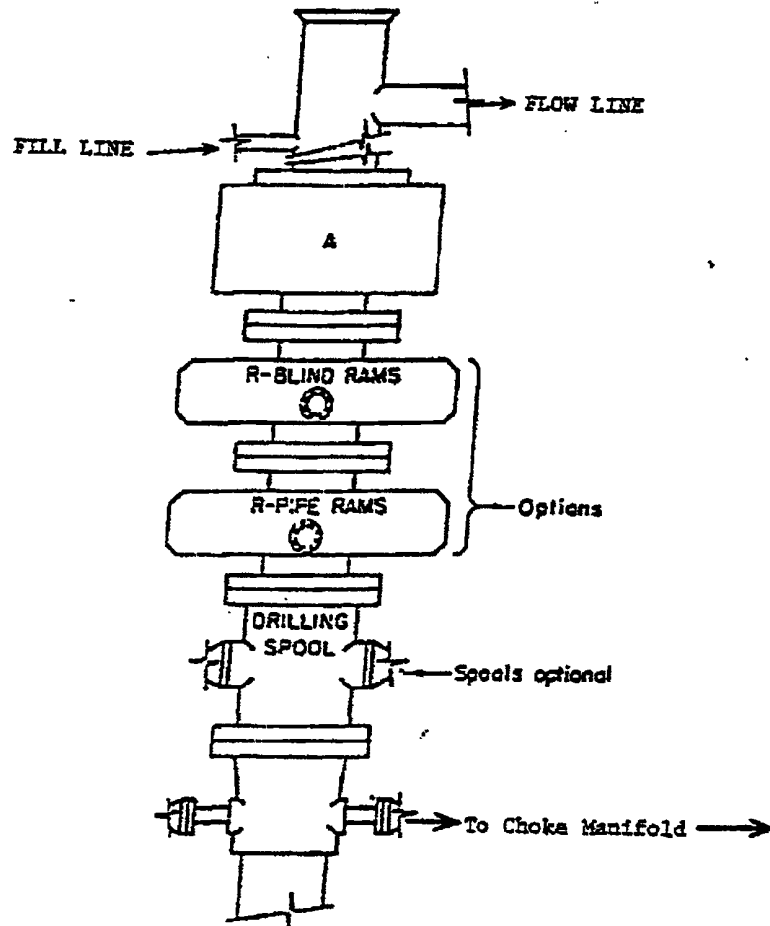 FLOW LINE
FILL LINE
A
R-BLIND RAMS
R-PIPE RAMS
Options
DRILLING
SPOOL
Spools optional
To Choke Manifold